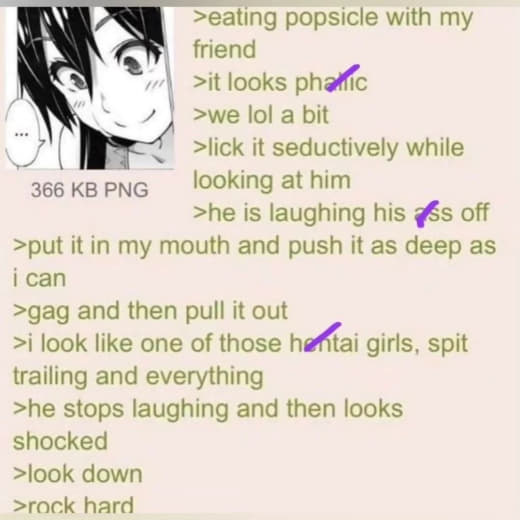 >eating popsicle with my
friend
>it looks phallic
>we lol a bit
>lick it seductively while
looking at him
...
366 KB PNG
>he is laughing his ass off
>put it in my mouth and push it as deep as
i can
>gag and then pull it out
>i look like one of those hentai girls, spit
trailing and everything
>he stops laughing and then looks
shocked
>look down
>rock hard